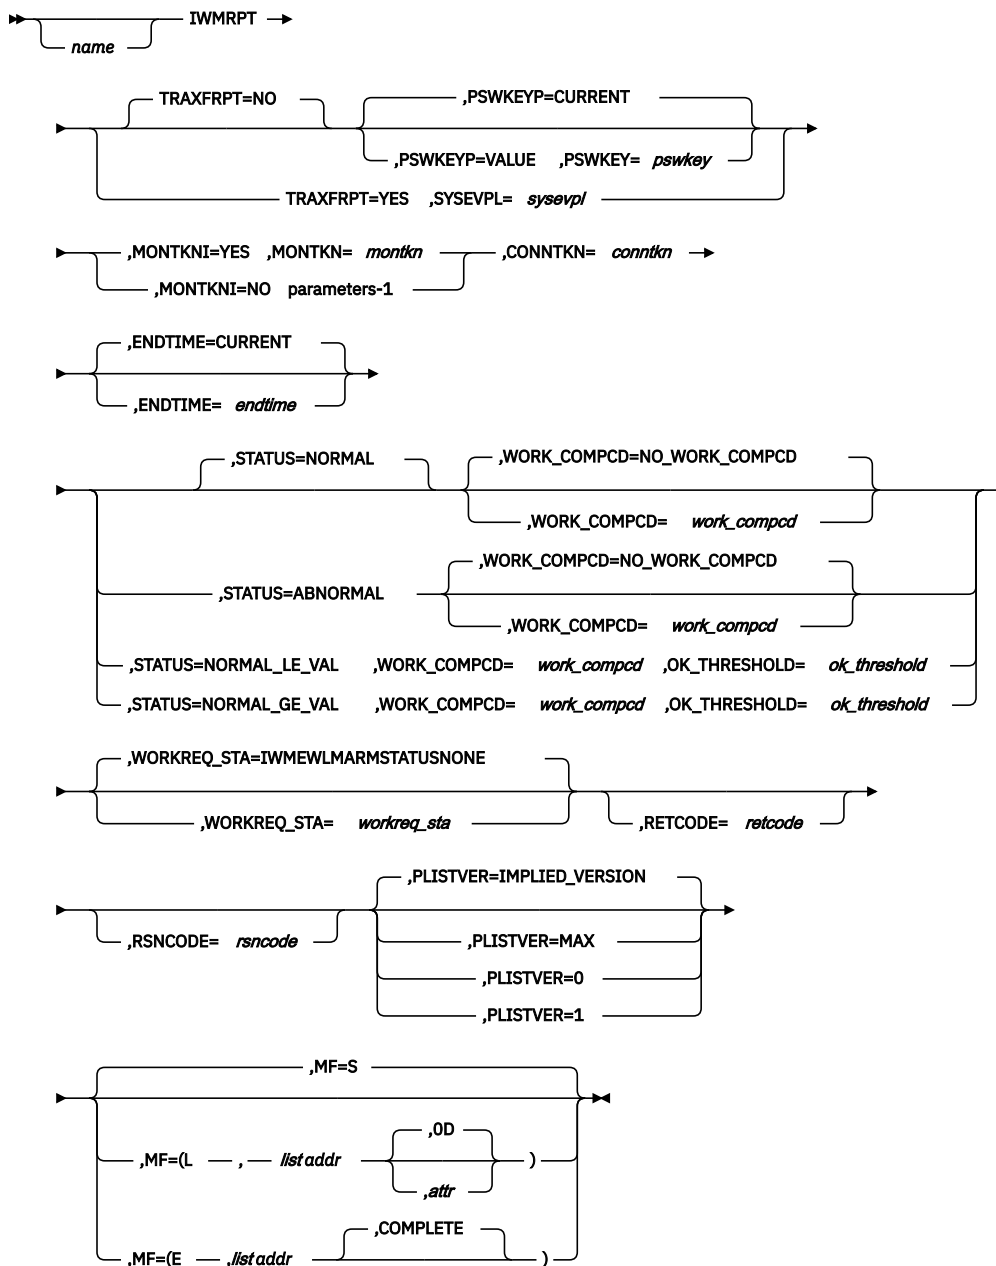 IWMRPT
name
TRAXFRPT=NO ,PSWKEYP=CURRENT
,PSWKEYP=VALUE ,PSWKEY= pswkey
TRAXFRPT=YES ,SYSEVPL= sysevpl
,MONTKNI=YES ,MONTKN= montkn ,CONNTKN= conntkn
,MONTKNI=NO parameters-1
,ENDTIME=CURRENT
,ENDTIME= endtime
,STATUS=NORMAL ,WORK_COMPCD=NO_WORK_COMPCD
,WORK_COMPCD= work_compcd
,WORK_COMPCD=NO_WORK_COMPCD
,STATUS=ABNORMAL
,WORK_COMPCD= work_compcd
,STATUS=NORMAL_LE_VAL ,WORK_COMPCD= work_compcd ,OK_THRESHOLD= ok_threshold
,STATUS=NORMAL_GE_VAL ,WORK_COMPCD= work_compcd ,OK_THRESHOLD= ok_threshold
,WORKREQ_STA=IWMEWLMARMSTATUSNONE
,WORKREQ_STA= workreq_sta ,RETCODE= retcode
,PLISTVER=IMPLIED_VERSION
,RSNCODE= rsncode ,PLISTVER=MAX
,PLISTVER=0
,PLISTVER=1
,MF=S
,0D
,MF=(L , list addr )
,attr
,COMPLETE
,MF=(E ,list addr )